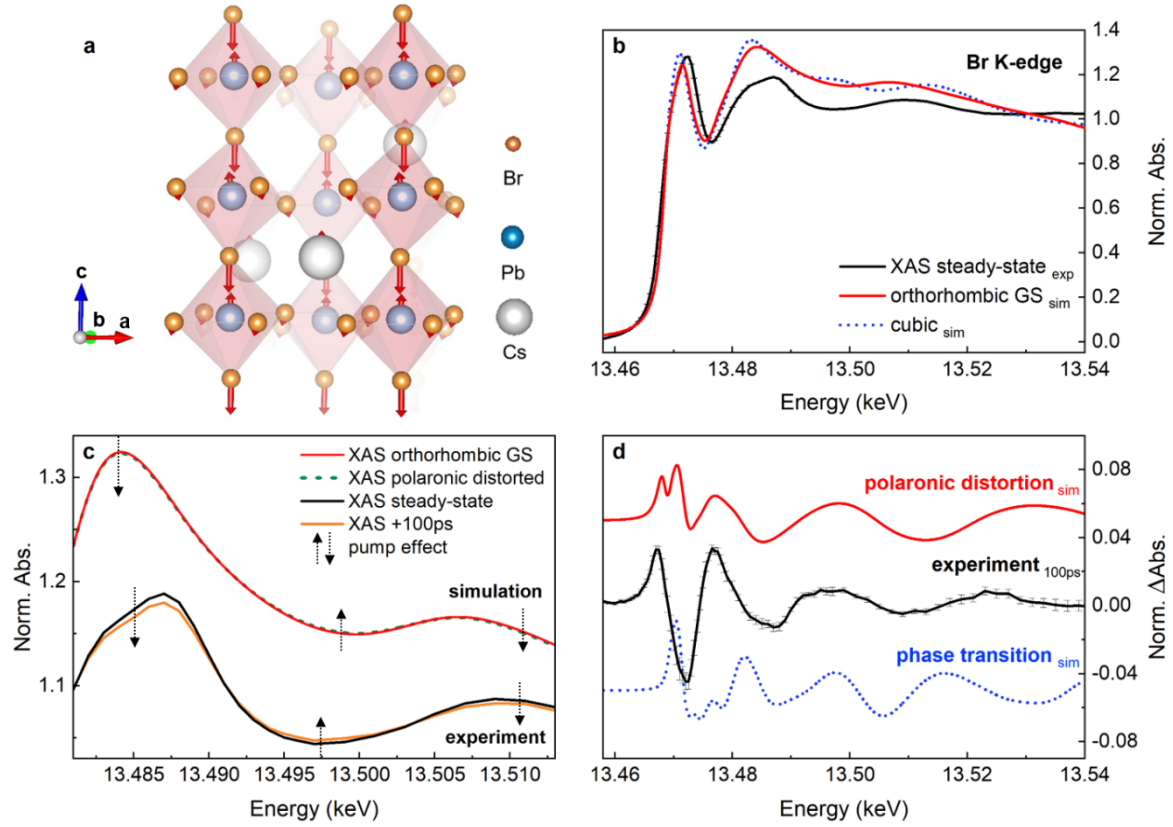 a
Br
Pb
Cs
c
b
a
b
Br K-edge
XAS steady-state exp
orthorhombic GS sim
cubic sim
1.4
1.2
1.0
0.8
0.6
0.4
0.2
0.0
Norm. Abs.
13.46 13.48 13.50 13.52 13.54
Energy (keV)
c
XAS orthorhombic GS
XAS polaronic distorted
XAS steady-state
XAS +100ps
pump effect
simulation
experiment
1.3
1.2
1.1
Norm. Abs.
13.485 13.490 13.495 13.500 13.505 13.510
Energy (keV)
d
polaronic distortion sim
experiment 100ps
phase transition sim
0.08
0.04
0.00
-0.04
-0.08
Norm. ΔAbs.
13.46 13.48 13.50 13.52 13.54
Energy (keV)